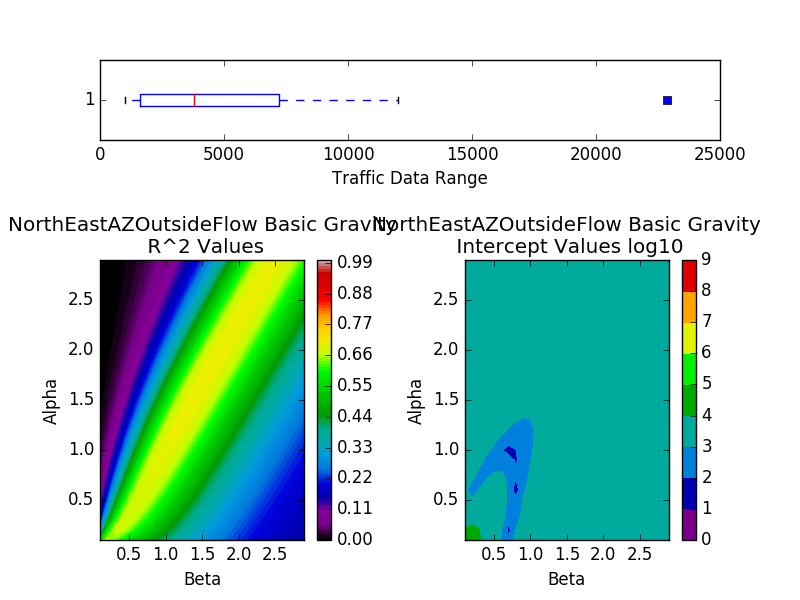 1
0 5000 10000 15000 20000 25000
Traffic Data Range
NorthEastAZOutsideFlow Basic Gravity
R^2 Values
NorthEastAZOutsideFlow Basic Gravity
Intercept Values log10
2.5
2.0
1.5
1.0
0.5
Alpha
0.5 1.0 1.5 2.0 2.5
Beta
0.99
0.88
0.77
0.66
0.55
0.44
0.33
0.22
0.11
0.00
2.5
2.0
1.5
1.0
0.5
Alpha
0.5 1.0 1.5 2.0 2.5
Beta
9
8
7
6
5
4
3
2
1
0